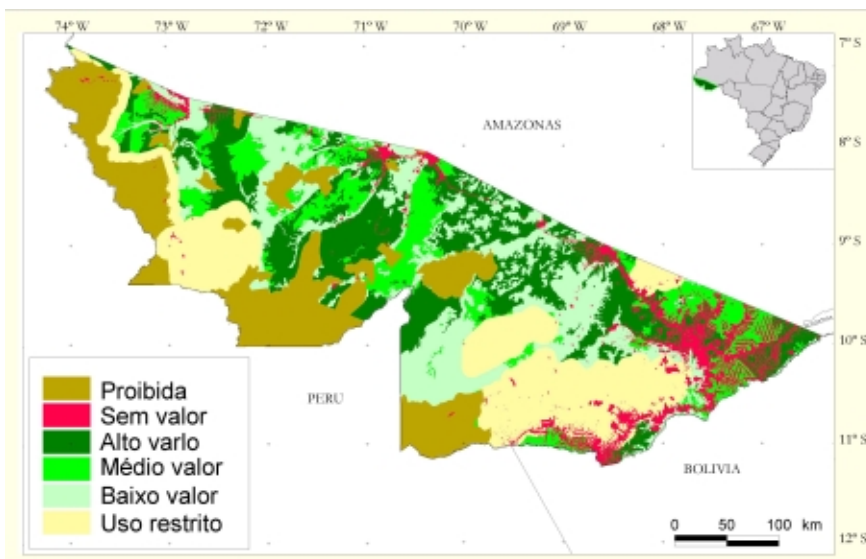 74° W 73° W 72° W 71° W 70° W 69° W 68° W 67° W
7° S
AMAZONAS
8° S
9° S
10° S
PERU
11° S
BOLIVIA
12° S
Proibida
Sem valor
Alto varlo
Médio valor
Baixo valor
Uso restrito
0 50 100 km